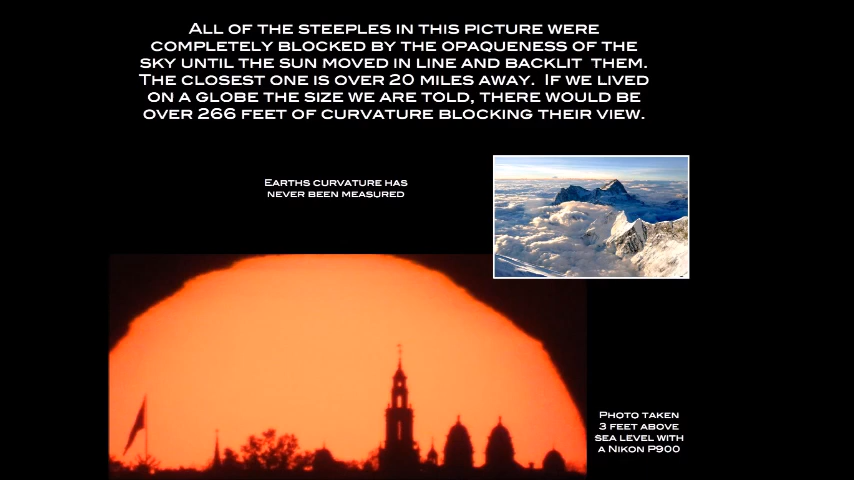 All of the steeples in this picture were
completely blocked by the opaqueness of the
sky until the sun moved in line and backlit them.
The closest one is over 20 miles away. If we lived
on a globe the size we are told, there would be
over 266 feet of curvature blocking their view.
Earths curvature has
never been measured
Photo taken
3 feet above
sea level with
a Nikon P900